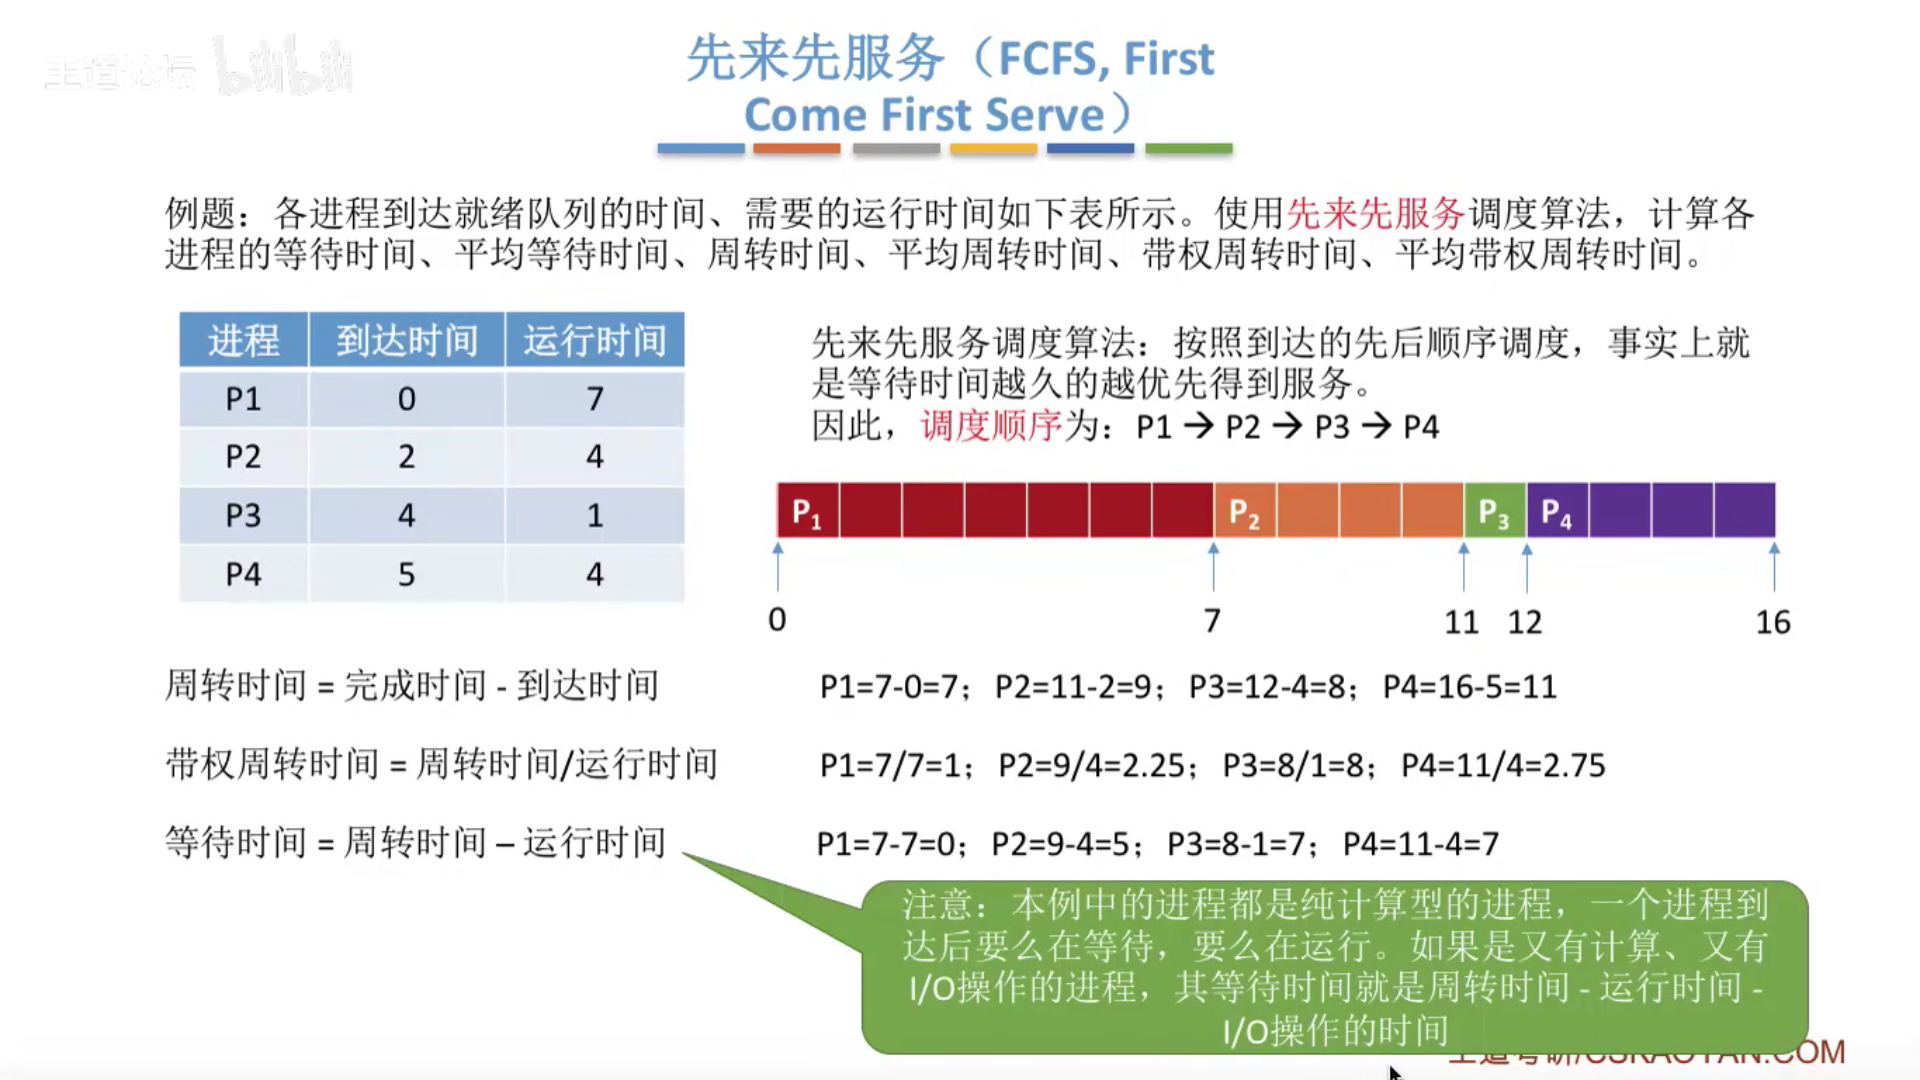 王道论坛 bilibili
先来先服务（FCFS, First
Come First Serve）
例题：各进程到达就绪队列的时间、需要的运行时间如下表所示。使用先来先服务调度算法，计算各
进程的等待时间、平均等待时间、周转时间、平均周转时间、带权周转时间、平均带权周转时间。
进程 到达时间 运行时间
P1 0 7
P2 2 4
P3 4 1
P4 5 4
先来先服务调度算法：按照到达的先后顺序调度，事实上就
是等待时间越久的越优先得到服务。
因此，调度顺序为：P1 → P2 → P3 → P4
P1 P2 P3 P4
0 7 11 12 16
周转时间 = 完成时间 - 到达时间
P1=7-0=7；P2=11-2=9；P3=12-4=8；P4=16-5=11
带权周转时间 = 周转时间/运行时间
P1=7/7=1；P2=9/4=2.25；P3=8/1=8；P4=11/4=2.75
等待时间 = 周转时间 – 运行时间
P1=7-7=0；P2=9-4=5；P3=8-1=7；P4=11-4=7
注意：本例中的进程都是纯计算型的进程，一个进程到
达后要么在等待，要么在运行。如果是又有计算、又有
I/O操作的进程，其等待时间就是周转时间 - 运行时间 -
I/O操作的时间
王道考研/CSKAOYAN.COM